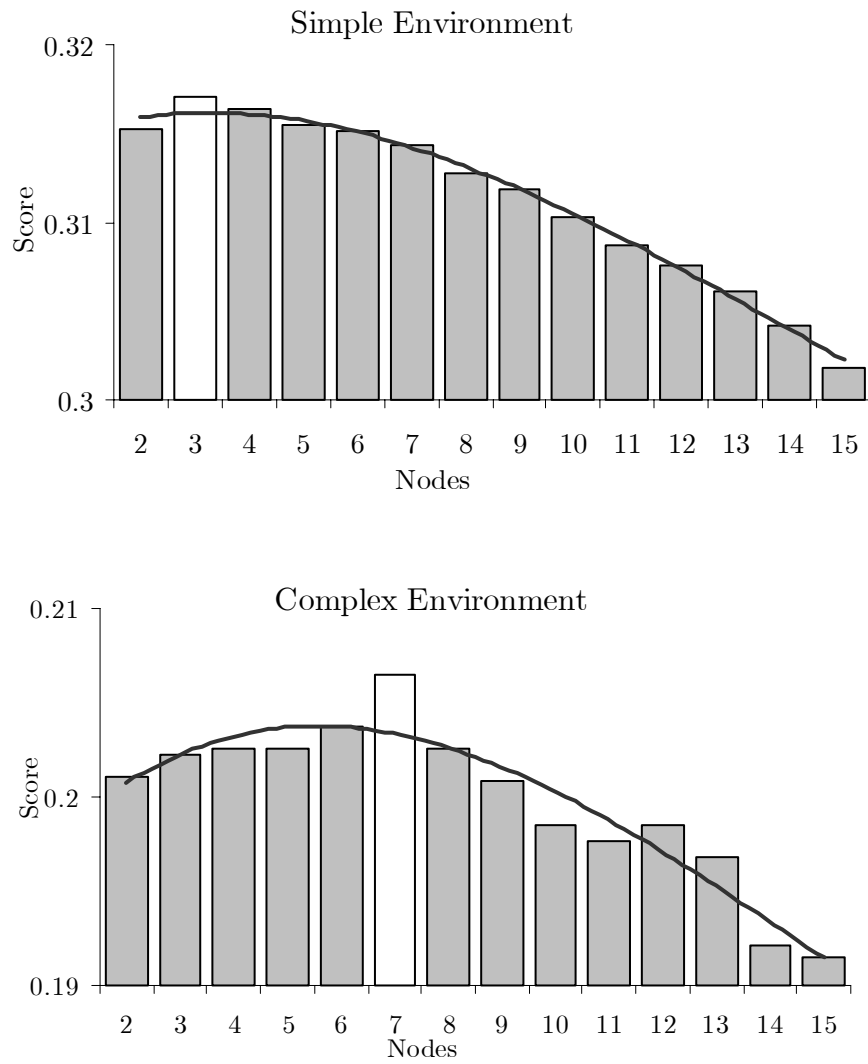 Simple Environment
0.32
0.31
0.3
Score
2 3 4 5 6 7 8 9 10 11 12 13 14 15
Nodes
Complex Environment
0.21
0.2
0.19
Score
2 3 4 5 6 7 8 9 10 11 12 13 14 15
Nodes